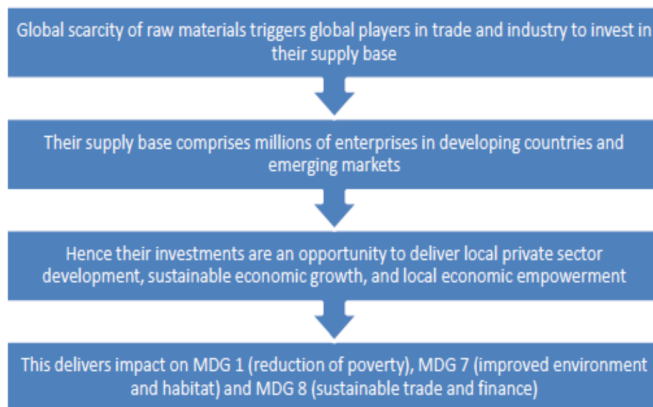 Global scarcity of raw materials triggers global players in trade and industry to invest in
their supply base
Their supply base comprises millions of enterprises in developing countries and
emerging markets
Hence their investments are an opportunity to deliver local private sector
development, sustainable economic growth, and local economic empowerment
This delivers impact on MDG 1 (reduction of poverty), MDG 7 (improved environment
and habitat) and MDG 8 (sustainable trade and finance)